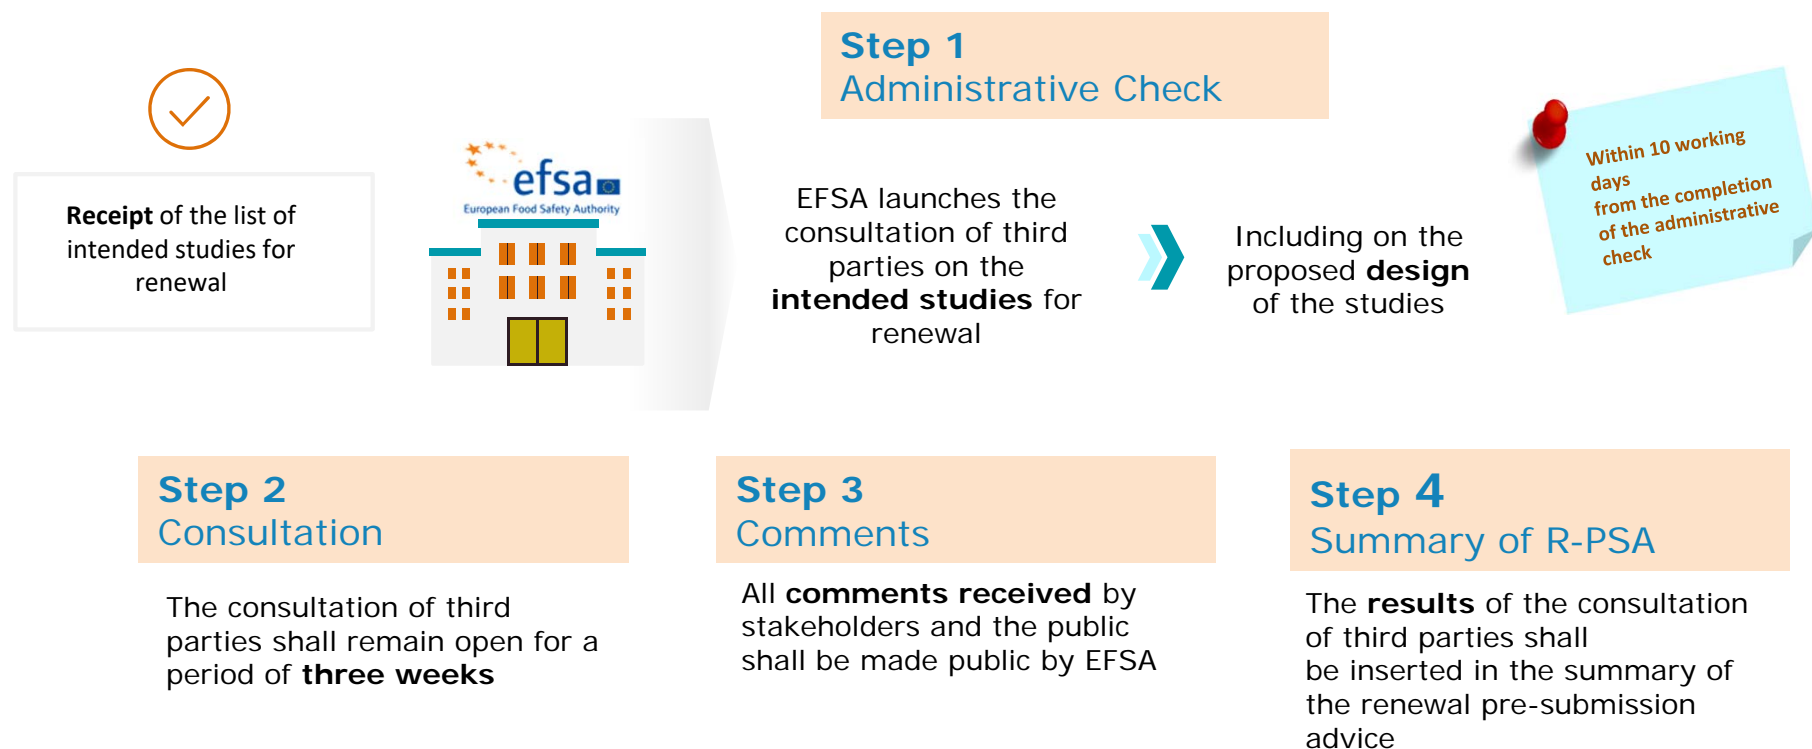 Step 1
Administrative Check
Within 10 working
days
from the completion
of the administrative
check
efsa
European Food Safety Authority
Receipt of the list of
intended studies for
renewal
EFSA launches the
consultation of third
parties on the
intended studies for
renewal
Including on the
proposed design
of the studies
Step 2
Consultation
The consultation of third
parties shall remain open for a
period of three weeks
Step 3
Comments
All comments received by
stakeholders and the public
shall be made public by EFSA
Step 4
Summary of R-PSA
The results of the consultation
of third parties shall
be inserted in the summary of
the renewal pre-submission
advice